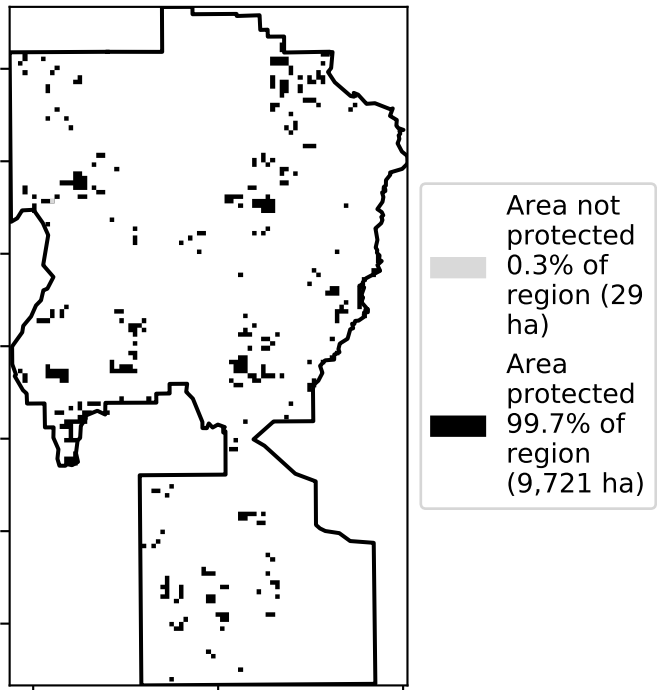 Area not
protected
0.3% of
region (29
ha)
Area
protected
99.7% of
region
(9,721 ha)